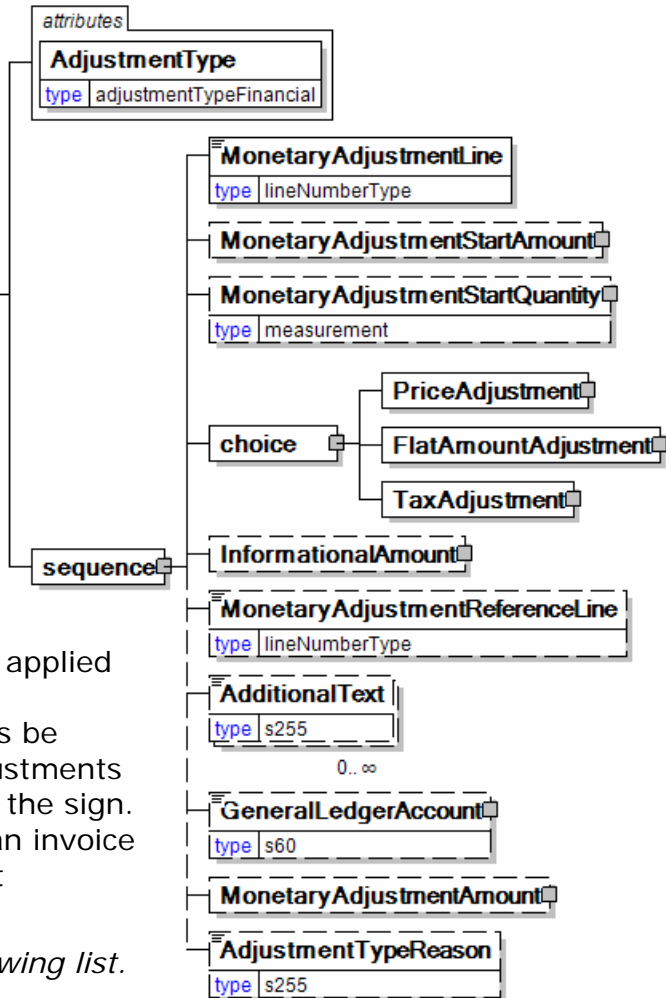 attributes
AdjustmentType
type adjustmentTypeFinancial
MonetaryAdjustmentLine
type lineNumberType
MonetaryAdjustmentStartAmount
MonetaryAdjustmentStartQuantity
type measurement
choice
PriceAdjustment
FlatAmountAdjustment
TaxAdjustment
sequence
InformationalAmount
MonetaryAdjustmentReferenceLine
type lineNumberType
AdditionalText
type s255
0.. ∞
GeneralLedgerAccount
type s60
MonetaryAdjustmentAmount
AdjustmentTypeReason
type s255
applied
s be
ustments
the sign.
an invoice
t
wing list.